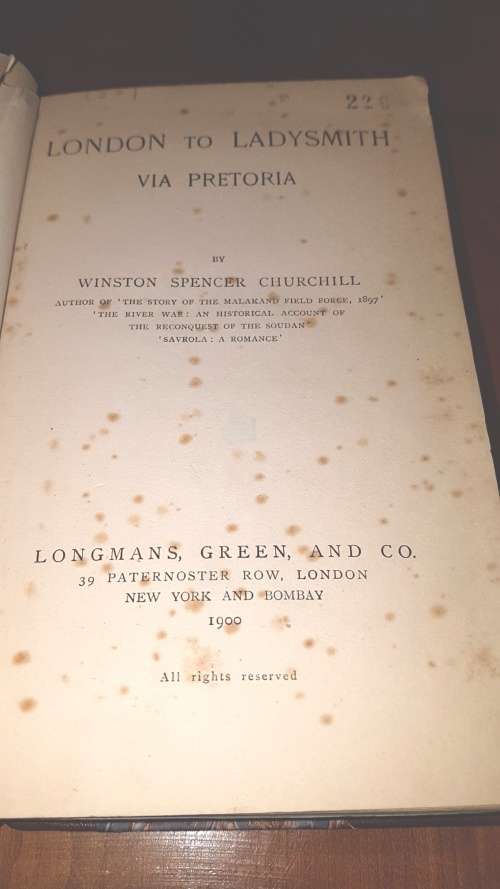 LONDON TO LADYSMITH
VIA PRETORIA
BY
WINSTON SPENCER CHURCHILL
AUTHOR OF 'THE STORY OF THE MALAKAND FIELD FORCE, 1897'
'THE RIVER WAR: AN HISTORICAL ACCOUNT OF
THE RECONQUEST OF THE SOUDAN'
'SAVROLA: A ROMANCE'
LONGMANS, GREEN, AND CO.
39 PATERNOSTER ROW, LONDON
NEW YORK AND BOMBAY
1900
All rights reserved